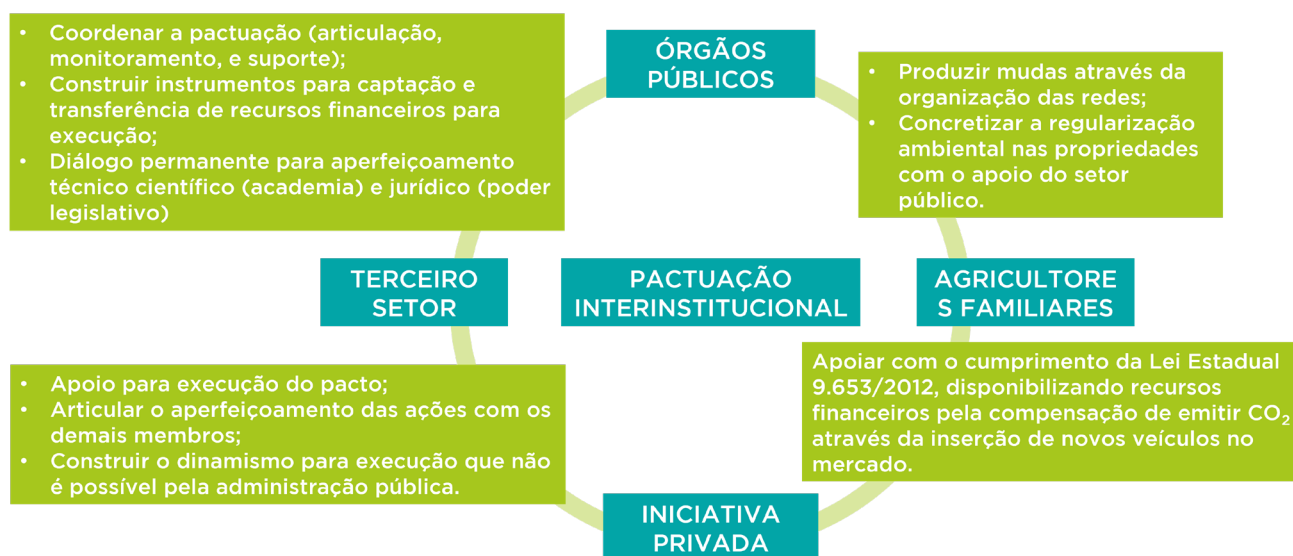 • Coordenar a pactuação (articulação,
monitoramento, e suporte);
• Construir instrumentos para captação e
transferência de recursos financeiros para
execução;
• Diálogo permanente para aperfeiçoamento
técnico científico (academia) e jurídico (poder
legislativo)
ÓRGÃOS
PÚBLICOS
• Produzir mudas através da
organização das redes;
• Concretizar a regularização
ambiental nas propriedades
com o apoio do setor
público.
TERCEIRO
SETOR
PACTUAÇÃO
INTERINSTITUCIONAL
AGRICULTORE
S FAMILIARES
• Apoio para execução do pacto;
• Articular o aperfeiçoamento das ações com os
demais membros;
• Construir o dinamismo para execução que não
é possível pela administração pública.
Apoiar com o cumprimento da Lei Estadual
9.653/2012, disponibilizando recursos
financeiros pela compensação de emitir CO₂
através da inserção de novos veículos no
mercado.
INICIATIVA
PRIVADA